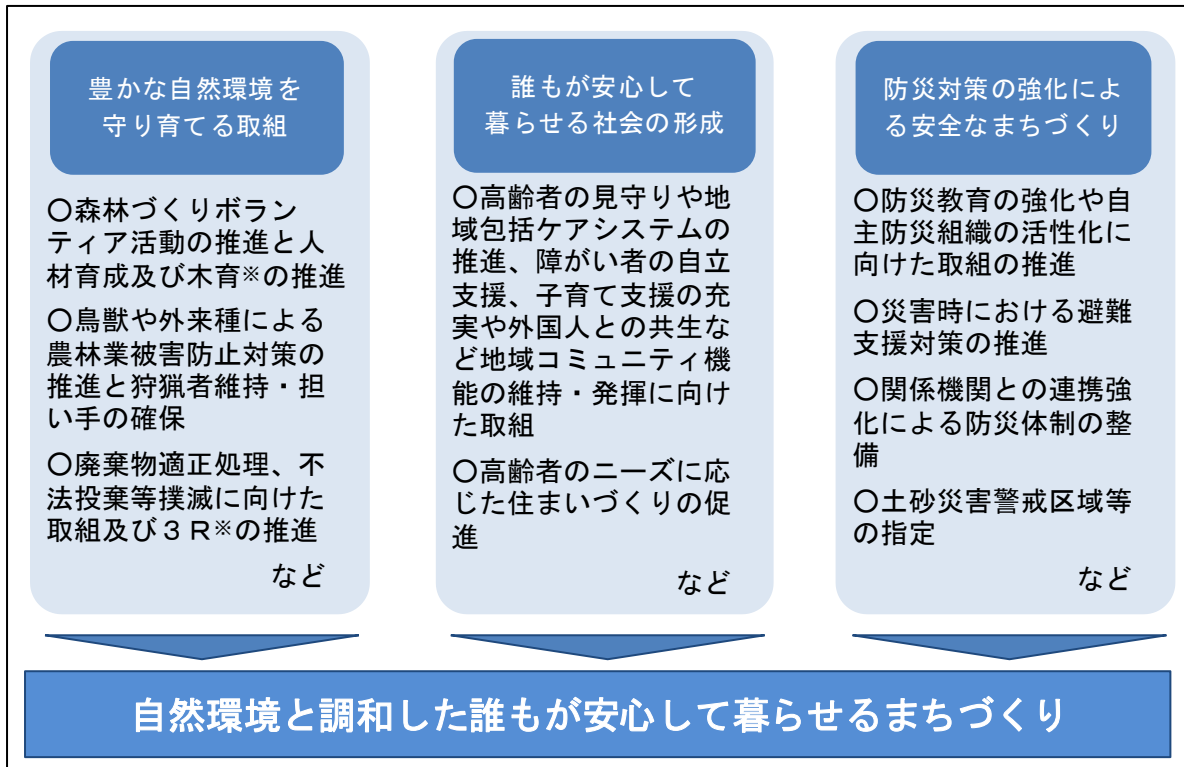 豊かな自然環境を
守り育てる取組
〇森林づくりボラン
ティア活動の推進と人
材育成及び木育※の推進
〇鳥獣や外来種による
農林業被害防止対策の
推進と狩猟者維持・担
い手の確保
〇廃棄物適正処理、不
法投棄等撲滅に向けた
取組及び３Ｒ※の推進
など
誰もが安心して
暮らせる社会の形成
〇高齢者の見守りや地
域包括ケアシステムの
推進、障がい者の自立
支援、子育て支援の充
実や外国人との共生な
ど地域コミュニティ機
能の維持・発揮に向け
た取組
〇高齢者のニーズに応
じた住まいづくりの促
進
など
防災対策の強化によ
る安全なまちづくり
〇防災教育の強化や自
主防災組織の活性化に
向けた取組の推進
〇災害時における避難
支援対策の推進
〇関係機関との連携強
化による防災体制の整
備
〇土砂災害警戒区域等
の指定
など
自然環境と調和した誰もが安心して暮らせるまちづくり